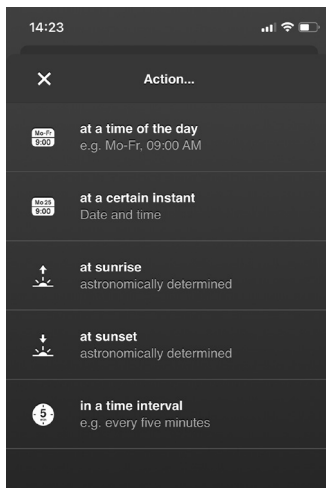 14:23
Action...
at a time of the day
Mo-Fr
9:00
e.g. Mo-Fr, 09:00 AM
at a certain instant
Mo 25
9:00
Date and time
at sunrise
astronomically determined
at sunset
astronomically determined
in a time interval
5
e.g. every five minutes